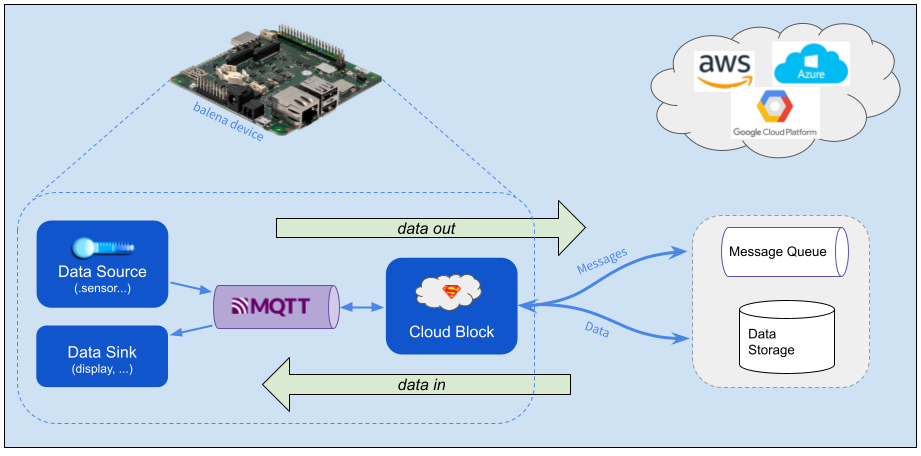 balena device
aws
Azure
Google Cloud Platform
data out
Data Source
(.sensor...)
MQTT
Cloud Block
Data Sink
(display, ...)
data in
Messages
Data
Message Queue
Data
Storage